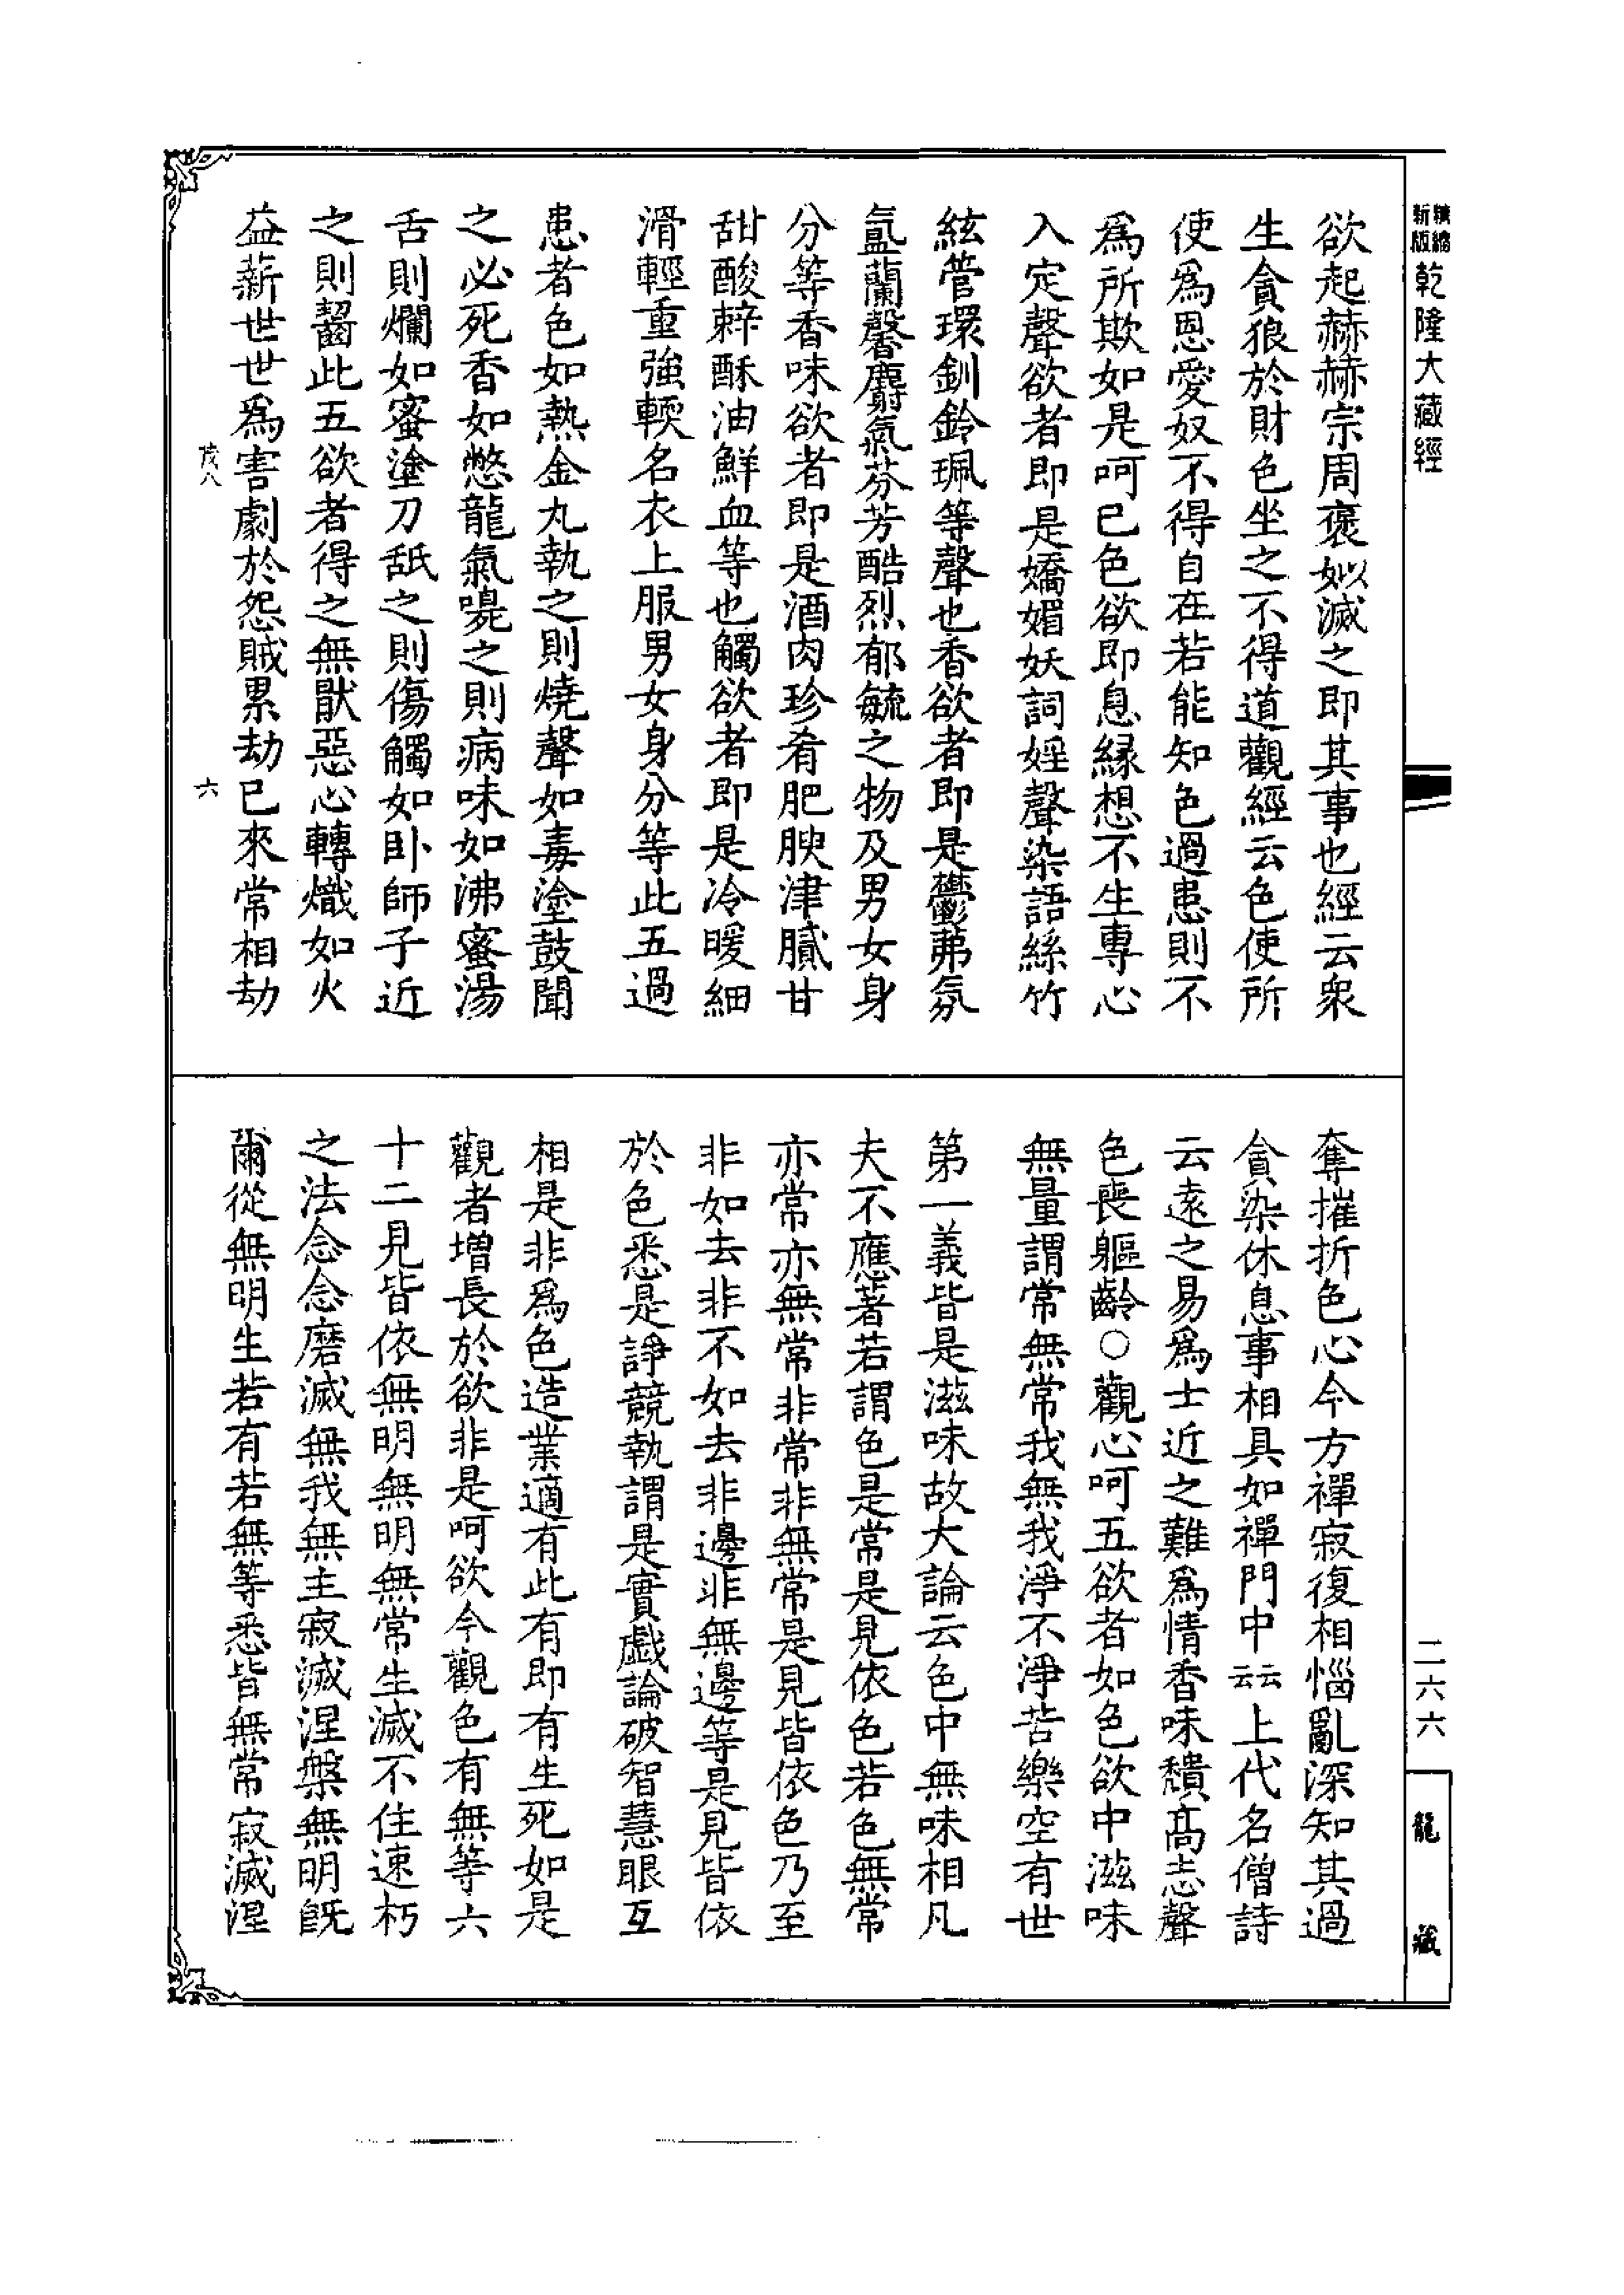 精縮新版乾隆大藏經
欲起赫赫宗周褒姒滅之即其事也經云衆
生貪狼於財色坐之不得道觀經云色使所
使爲恩愛奴不得自在若能知色過患則不
爲所欺如是呵已色欲即息緣想不生專心
入定聲欲者即是嬌媚妖詞婬聲染語絲竹
絃管環釧鈴珮等聲也香欲者即是鬱茀氛
氳蘭馨麝氣芬芳酷烈郁毓之物及男女身
分等香味欲者即是酒肉珍肴肥腴津膩甘
甜酸辢酥油鮮血等也觸欲者即是冷暖細
滑輕重強輭名衣上服男女身分等此五過
患者色如熱金丸執之則燒聲如毒塗鼓聞
之必死香如憋龍氣嗅之則病味如沸蜜湯
舌則爛如蜜塗刀舐之則傷觸如卧師子近
之則齧此五欲者得之無猒惡心轉熾如火
益薪世世爲害劇於怨賊累劫已來常相劫
茂八
六
奪摧折色心今方禪寂復相惱亂深知其過
貪染休息事相具如禪門中云云上代名僧詩
云遠之易爲士近之難爲情香味頹高志聲
色喪軀齡○觀心呵五欲者如色欲中滋味
無量謂常無常我無我淨不淨苦樂空有世
第一義皆是滋味故大論云色中無味相凡
夫不應著若謂色是常是見依色若色無常
亦常亦無常非常非無常是見皆依色乃至
非如去非不如去非邊非無邊等是見皆依
於色悉是諍競執謂是實戲論破智慧眼互
相是非爲色造業適有此有即有生死如是
觀者增長於欲非是呵欲今觀色有無等六
十二見皆依無明無明無常生滅不住速朽
之法念念磨滅無我無主寂滅涅槃無明旣
爾從無明生若有若無等悉皆無常寂滅涅
二六六
龍藏